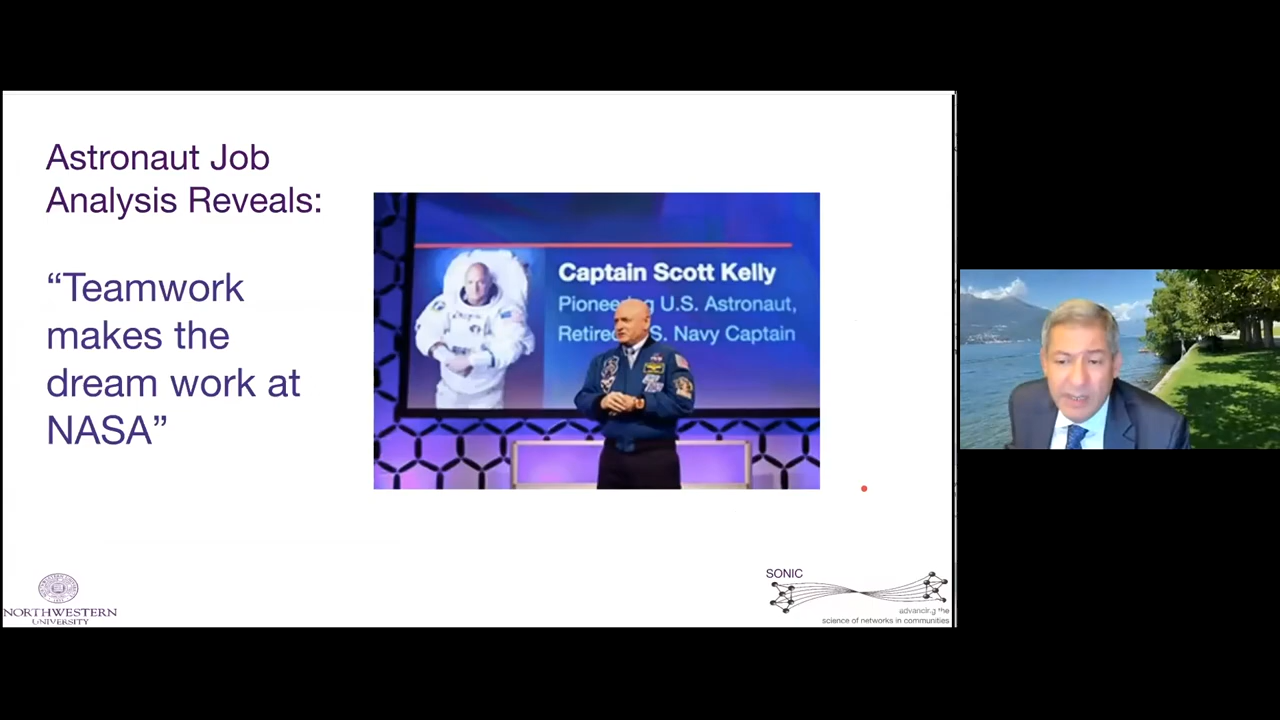 Astronaut Job
Analysis Reveals:
“Teamwork
makes the
dream work at
NASA”
Captain Scott Kelly
Pioneering U.S. Astronaut,
Retired U.S. Navy Captain
NORTHWESTERN
UNIVERSITY
SONIC
advancing the
science of networks in communities